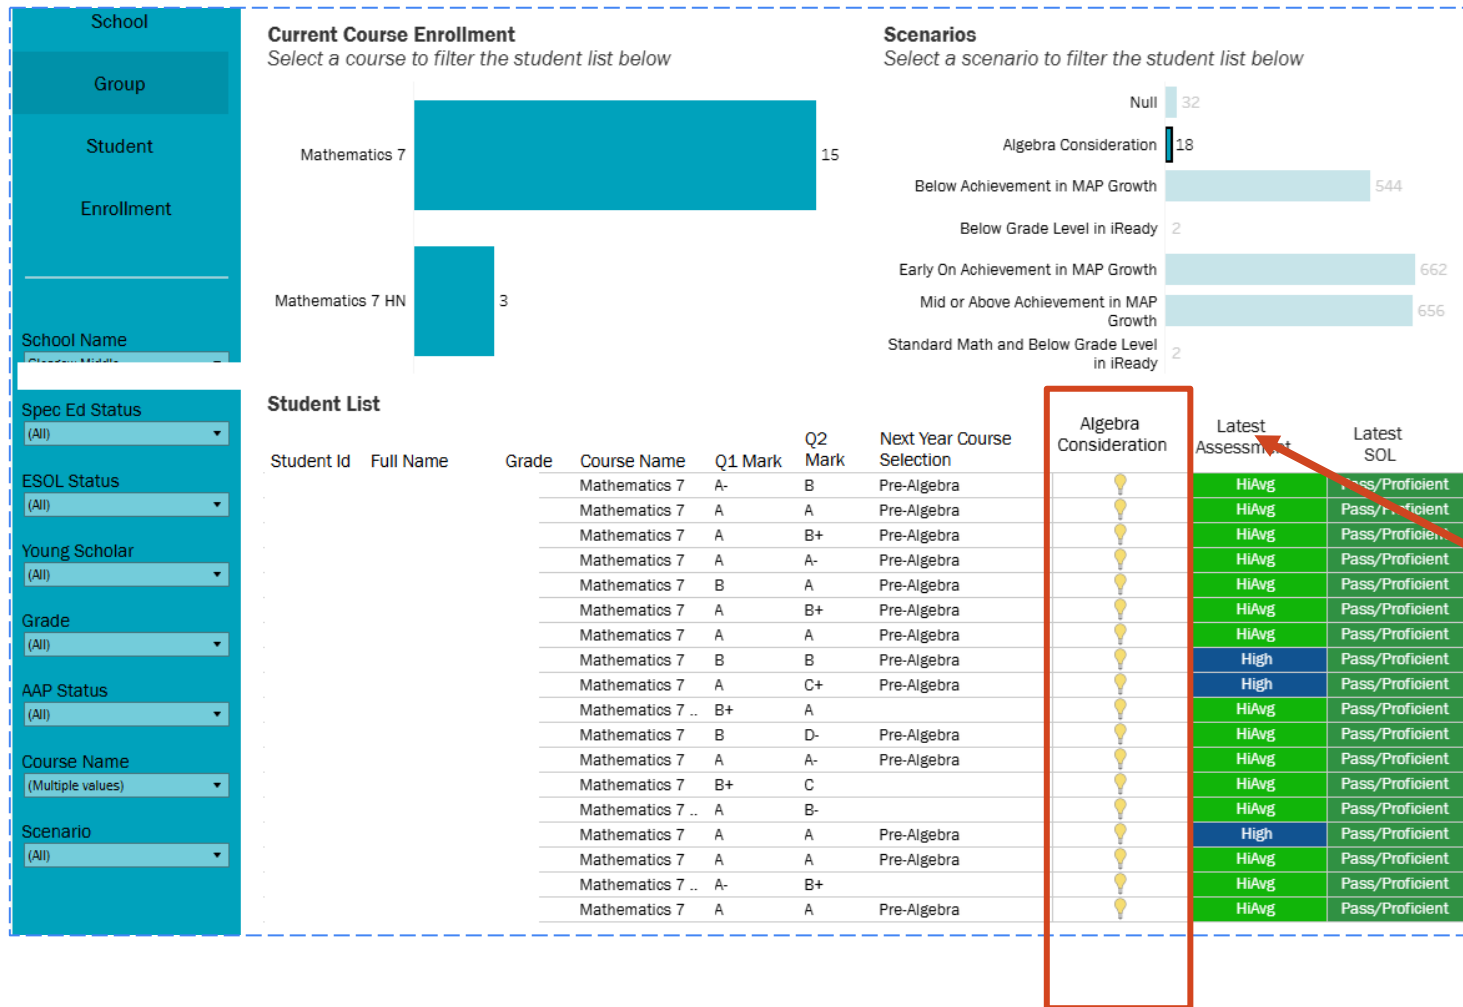 School
Group
Student
Enrollment
School Name
Spec Ed Status
(All)
ESOL Status
(All)
Young Scholar
(All)
Grade
(All)
AAP Status
(All)
Course Name
(Multiple values)
Scenario
(All)
Current Course Enrollment
Select a course to filter the student list below
Mathematics 7 15
Mathematics 7 HN 3
Scenarios
Select a scenario to filter the student list below
Null 32
Algebra Consideration 18
Below Achievement in MAP Growth 544
Below Grade Level in iReady 2
Early On Achievement in MAP Growth 662
Mid or Above Achievement in MAP
Growth 656
Standard Math and Below Grade Level
in iReady 2
Student List
Student Id Full Name Grade Course Name Q1 Mark Q2 Mark Next Year Course Selection Algebra Consideration Latest Assessment Latest SOL
Mathematics 7 A- B Pre-Algebra HiAvg Pass/Proficient
Mathematics 7 A A Pre-Algebra HiAvg Pass/Proficient
Mathematics 7 A B+ Pre-Algebra HiAvg Pass/Proficient
Mathematics 7 A A- Pre-Algebra HiAvg Pass/Proficient
Mathematics 7 B A Pre-Algebra HiAvg Pass/Proficient
Mathematics 7 A B+ Pre-Algebra HiAvg Pass/Proficient
Mathematics 7 A A Pre-Algebra HiAvg Pass/Proficient
Mathematics 7 B B Pre-Algebra High Pass/Proficient
Mathematics 7 A C+ Pre-Algebra High Pass/Proficient
Mathematics 7 .. B+ A HiAvg Pass/Proficient
Mathematics 7 B D- Pre-Algebra HiAvg Pass/Proficient
Mathematics 7 A A- Pre-Algebra HiAvg Pass/Proficient
Mathematics 7 B+ C HiAvg Pass/Proficient
Mathematics 7 .. A B- HiAvg Pass/Proficient
Mathematics 7 A A Pre-Algebra High Pass/Proficient
Mathematics 7 A A Pre-Algebra HiAvg Pass/Proficient
Mathematics 7 .. A- B+ HiAvg Pass/Proficient
Mathematics 7 A A Pre-Algebra HiAvg Pass/Proficient